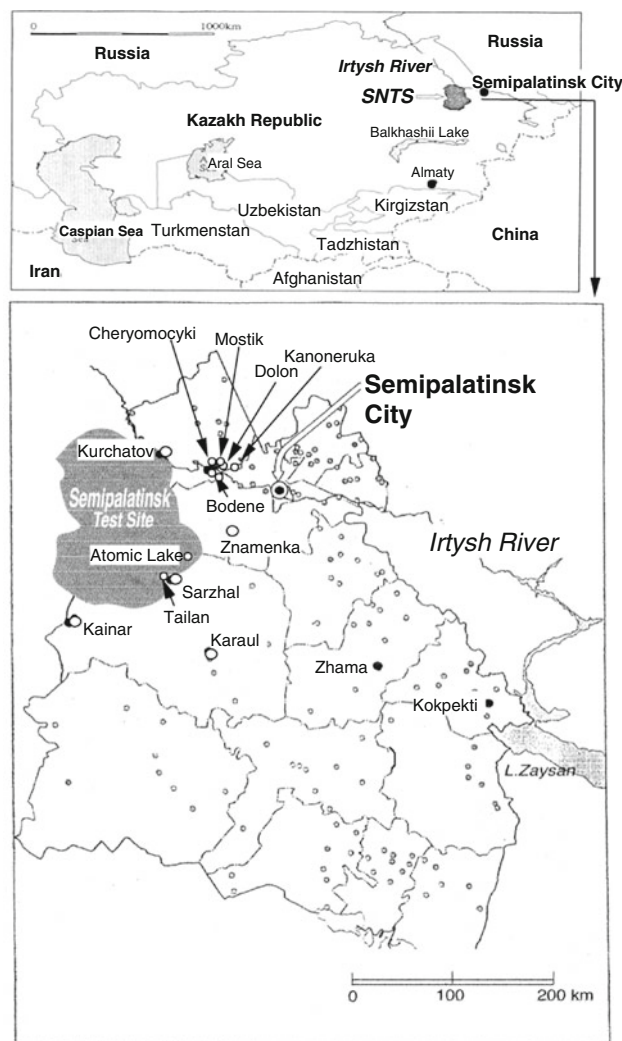 0 1000km
Russia
Russia
Irtysh River
Semipalatinsk City
SNTS
Kazakh Republic
Balkhashii Lake
Aral Sea
Almaty
Uzbekistan
Kirgizstan
Caspian Sea
Sea
Turkmenstan
China
Tadzhistan
Iran
Afghanistan
Cheryomocyki
Mostik
Kanoneruka
Dolon
Semipalatinsk
City
Kurchatov
Bodene
Semipalatinsk
Test Site
Irtysh River
Znamenka
Atomic Lake
Sarzhal
Tailan
Kainar
Karaul
Zhama
Kokpekti
L.Zaysan
0 100 200 km